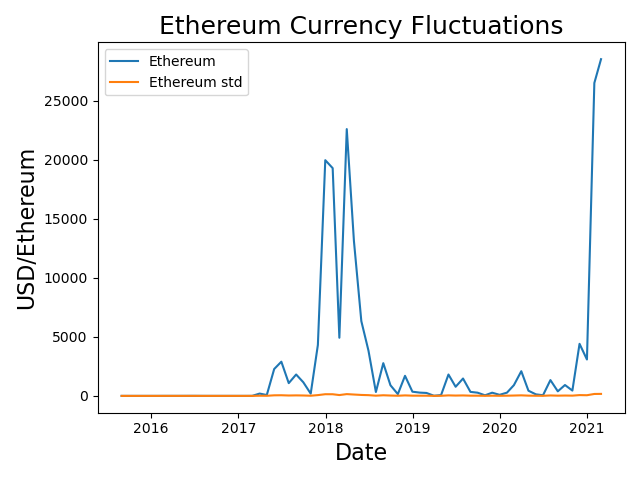 Ethereum Currency Fluctuations
Ethereum
Ethereum std
USD/Ethereum
25000
20000
15000
10000
5000
0
2016 2017 2018 2019 2020 2021
Date